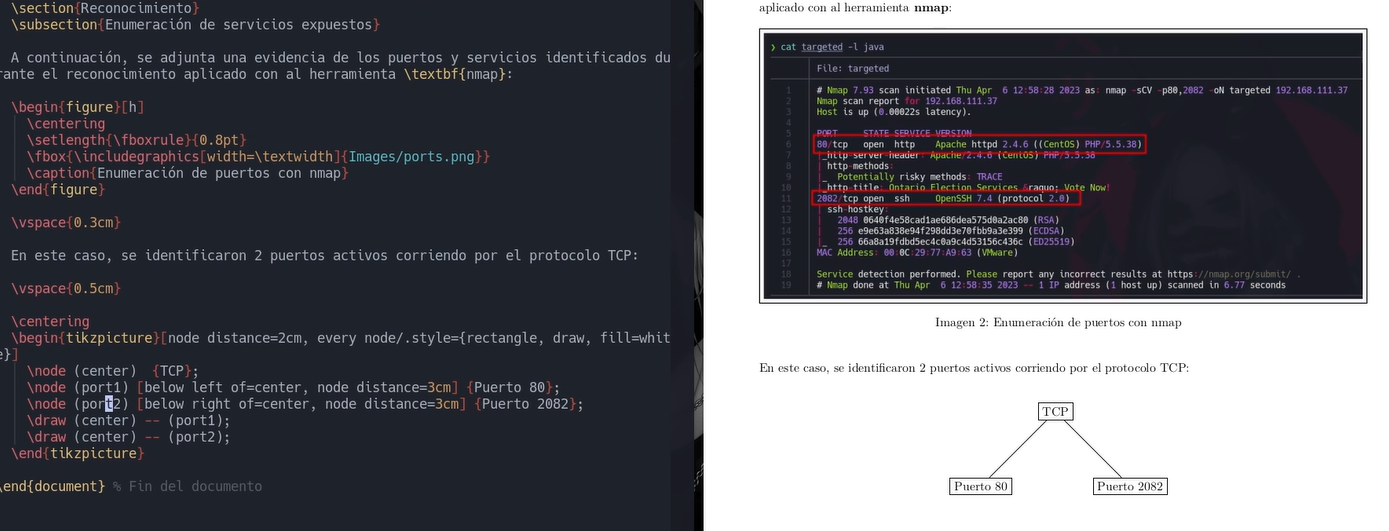 \section{Reconocimiento}
\subsection{Enumeración de servicios expuestos}
A continuación, se adjunta una evidencia de los puertos y servicios identificados du
rante el reconocimiento aplicado con al herramienta \textbf{nmap}:
\begin{figure}[h]
\centering
\setlength{\fboxrule}{0.8pt}
\fbox{\includegraphics[width=\textwidth]{Images/ports.png}}
\caption{Enumeración de puertos con nmap}
\end{figure}
\vspace{0.3cm}
En este caso, se identificaron 2 puertos activos corriendo por el protocolo TCP:
\vspace{0.5cm}
\centering
\begin{tikzpicture}[node distance=2cm, every node/.style={rectangle, draw, fill=whit
e}]
\node (center)  {TCP};
\node (port1) [below left of=center, node distance=3cm] {Puerto 80};
\node (port2) [below right of=center, node distance=3cm] {Puerto 2082};
\draw (center) -- (port1);
\draw (center) -- (port2);
\end{tikzpicture}
\end{document} % Fin del documento
aplicado con al herramienta nmap:
❯ cat targeted -l java
File: targeted
1 # Nmap 7.93 scan initiated Thu Apr  6 12:58:28 2023 as: nmap -sCV -p80,2082 -oN targeted 192.168.111.37
2 Nmap scan report for 192.168.111.37
3 Host is up (0.00022s latency).
4
5 PORT     STATE SERVICE VERSION
6 80/tcp   open  http    Apache httpd 2.4.6 ((CentOS) PHP/5.5.38)
7 |_http-server-header: Apache/2.4.6 (CentOS) PHP/5.5.38
8 | http-methods:
9 |_  Potentially risky methods: TRACE
10 |_http-title: Ontario Election Services &raquo; Vote Now!
11 2082/tcp open  ssh     OpenSSH 7.4 (protocol 2.0)
12 | ssh-hostkey:
13 |   2048 0640f4e58cad1ae686dea575d0a2ac80 (RSA)
14 |   256 e9e63a838e94f298dd3e70fbb9a3e399 (ECDSA)
15 |_  256 66a8a19fdbd5ec4c0a9c4d53156c436c (ED25519)
16 MAC Address: 00:0C:29:77:A9:63 (VMware)
17
18 Service detection performed. Please report any incorrect results at https://nmap.org/submit/ .
19 # Nmap done at Thu Apr  6 12:58:35 2023 -- 1 IP address (1 host up) scanned in 6.77 seconds
Imagen 2: Enumeración de puertos con nmap
En este caso, se identificaron 2 puertos activos corriendo por el protocolo TCP:
TCP
Puerto 80 Puerto 2082